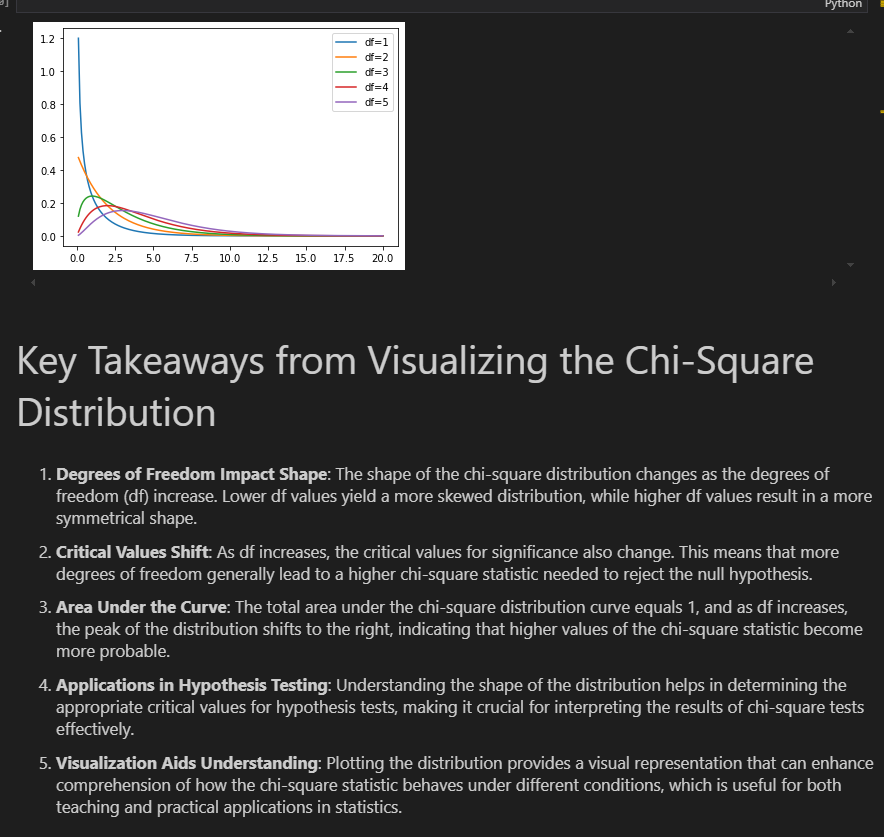 Python
1.2
1.0
0.8
0.6
0.4
0.2
0.0
df=1
df=2
df=3
df=4
df=5
0.0 2.5 5.0 7.5 10.0 12.5 15.0 17.5 20.0
Key Takeaways from Visualizing the Chi-Square
Distribution
1. Degrees of Freedom Impact Shape: The shape of the chi-square distribution changes as the degrees of
freedom (df) increase. Lower df values yield a more skewed distribution, while higher df values result in a more
symmetrical shape.
2. Critical Values Shift: As df increases, the critical values for significance also change. This means that more
degrees of freedom generally lead to a higher chi-square statistic needed to reject the null hypothesis.
3. Area Under the Curve: The total area under the chi-square distribution curve equals 1, and as df increases,
the peak of the distribution shifts to the right, indicating that higher values of the chi-square statistic become
more probable.
4. Applications in Hypothesis Testing: Understanding the shape of the distribution helps in determining the
appropriate critical values for hypothesis tests, making it crucial for interpreting the results of chi-square tests
effectively.
5. Visualization Aids Understanding: Plotting the distribution provides a visual representation that can enhance
comprehension of how the chi-square statistic behaves under different conditions, which is useful for both
teaching and practical applications in statistics.